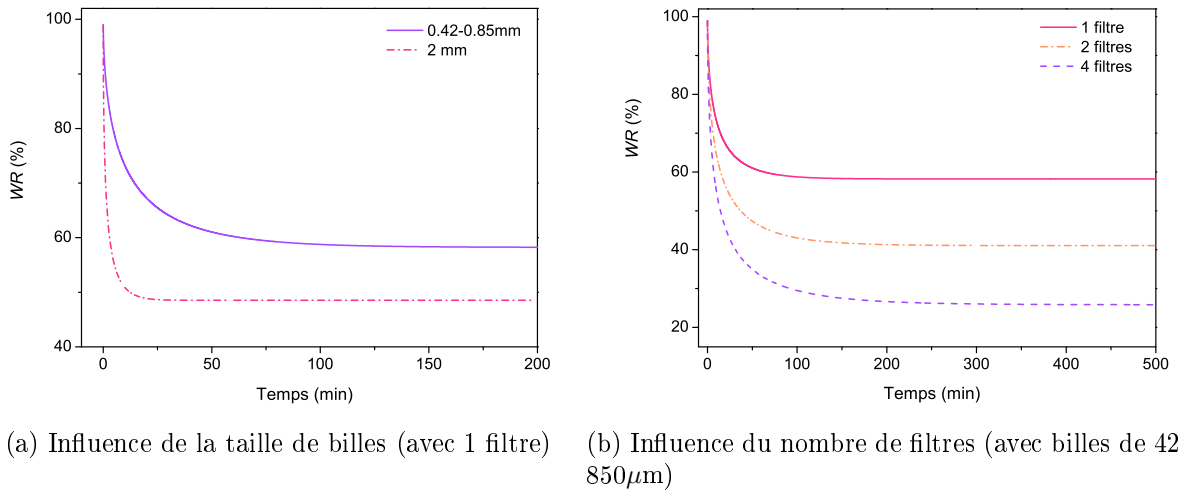 100
80
60
40
WR (%)
0
50
100
150
200
Temps (min)
0.42-0.85mm
2 mm
(a) Influence de la taille de billes (avec 1 filtre)
100
80
60
40
20
WR (%)
0
100
200
300
400
500
Temps (min)
1 filtre
2 filtres
4 filtres
(b) Influence du nombre de filtres (avec billes de 42
850μm)